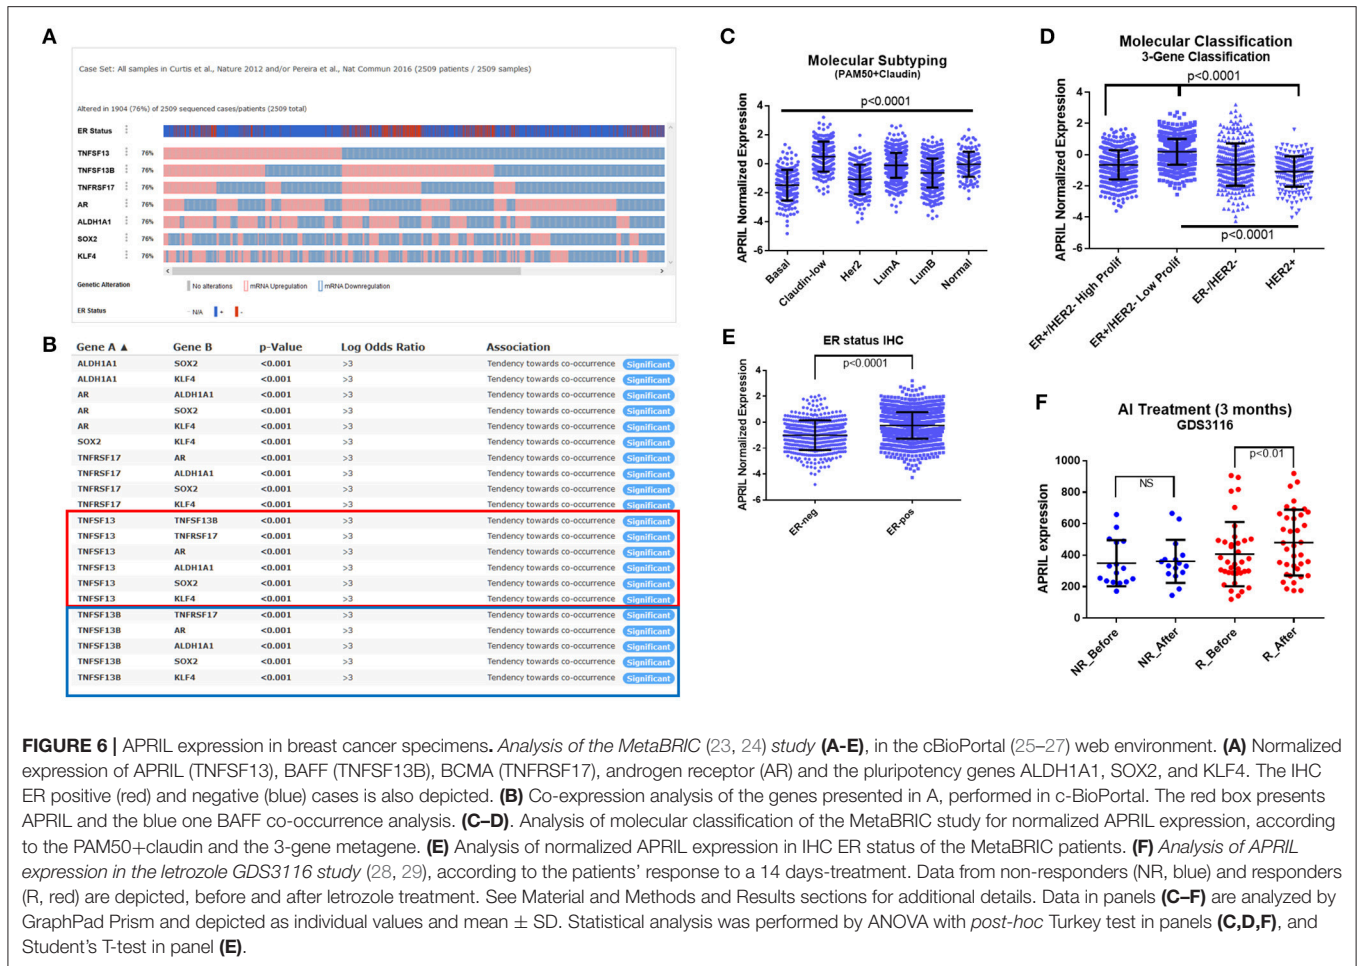 A
Case Set: All samples in Curtis et al., Nature 2012 and/or Pereira et al., Nat Commun 2016 (2509 patients / 2509 samples)
Altered in 1904 (76%) of 2509 sequenced cases/patients (2509 total)
ER Status
TNFSF13 76%
TNFSF13B 76%
TNFRSF17 76%
AR 76%
ALDH1A1 76%
SOX2 76%
KLF4 76%
Genetic Alteration No alterations mRNA Upregulation mRNA Downregulation
ER Status N/A + -
B
Gene A ▲ Gene B p-Value Log Odds Ratio Association
ALDH1A1 SOX2 <0.001 >3 Tendency towards co-occurrence Significant
ALDH1A1 KLF4 <0.001 >3 Tendency towards co-occurrence Significant
AR ALDH1A1 <0.001 >3 Tendency towards co-occurrence Significant
AR SOX2 <0.001 >3 Tendency towards co-occurrence Significant
AR KLF4 <0.001 >3 Tendency towards co-occurrence Significant
SOX2 KLF4 <0.001 >3 Tendency towards co-occurrence Significant
TNFRSF17 AR <0.001 >3 Tendency towards co-occurrence Significant
TNFRSF17 ALDH1A1 <0.001 >3 Tendency towards co-occurrence Significant
TNFRSF17 SOX2 <0.001 >3 Tendency towards co-occurrence Significant
TNFRSF17 KLF4 <0.001 >3 Tendency towards co-occurrence Significant
TNFSF13 TNFSF13B <0.001 >3 Tendency towards co-occurrence Significant
TNFSF13 TNFRSF17 <0.001 >3 Tendency towards co-occurrence Significant
TNFSF13 AR <0.001 >3 Tendency towards co-occurrence Significant
TNFSF13 ALDH1A1 <0.001 >3 Tendency towards co-occurrence Significant
TNFSF13 SOX2 <0.001 >3 Tendency towards co-occurrence Significant
TNFSF13 KLF4 <0.001 >3 Tendency towards co-occurrence Significant
TNFSF13B TNFRSF17 <0.001 >3 Tendency towards co-occurrence Significant
TNFSF13B AR <0.001 >3 Tendency towards co-occurrence Significant
TNFSF13B ALDH1A1 <0.001 >3 Tendency towards co-occurrence Significant
TNFSF13B SOX2 <0.001 >3 Tendency towards co-occurrence Significant
TNFSF13B KLF4 <0.001 >3 Tendency towards co-occurrence Significant
C
Molecular Subtyping
(PAM50+Claudin)
p<0.0001
APRIL Normalized Expression
4
2
0
-2
-4
-6
Basal
Claudin-low
Her2
LumA
LumB
Normal
D
Molecular Classification
3-Gene Classification
p<0.0001
APRIL Normalized Expression
4
2
0
-2
-4
-6
p<0.0001
ER+/HER2- High Prolif
ER+/HER2- Low Prolif
ER-/HER2-
HER2+
E
ER status IHC
p<0.0001
APRIL Normalized Expression
4
2
0
-2
-4
-6
ER-neg
ER-pos
F
AI Treatment (3 months)
GDS3116
p<0.01
NS
APRIL expression
1000
800
600
400
200
0
NR_Before
NR_After
R_Before
R_After
FIGURE 6 | APRIL expression in breast cancer specimens. Analysis of the MetaBRIC (23, 24) study (A-E), in the cBioPortal (25–27) web environment. (A) Normalized
expression of APRIL (TNFSF13), BAFF (TNFSF13B), BCMA (TNFRSF17), androgen receptor (AR) and the pluripotency genes ALDH1A1, SOX2, and KLF4. The IHC
ER positive (red) and negative (blue) cases is also depicted. (B) Co-expression analysis of the genes presented in A, performed in c-BioPortal. The red box presents
APRIL and the blue one BAFF co-occurrence analysis. (C–D). Analysis of molecular classification of the MetaBRIC study for normalized APRIL expression, according
to the PAM50+claudin and the 3-gene metagene. (E) Analysis of normalized APRIL expression in IHC ER status of the MetaBRIC patients. (F) Analysis of APRIL
expression in the letrozole GDS3116 study (28, 29), according to the patients' response to a 14 days-treatment. Data from non-responders (NR, blue) and responders
(R, red) are depicted, before and after letrozole treatment. See Material and Methods and Results sections for additional details. Data in panels (C–F) are analyzed by
GraphPad Prism and depicted as individual values and mean ± SD. Statistical analysis was performed by ANOVA with post-hoc Turkey test in panels (C,D,F), and
Student's T-test in panel (E).